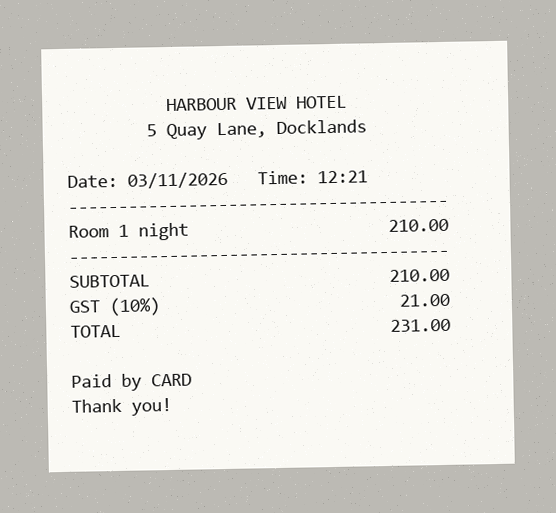 HARBOUR VIEW HOTEL
5 Quay Lane, Docklands
Date: 03/11/2026 Time: 12:21
--------------------------------------
Room 1 night 210.00
--------------------------------------
SUBTOTAL 210.00
GST (10%) 21.00
TOTAL 231.00
Paid by CARD
Thank you!